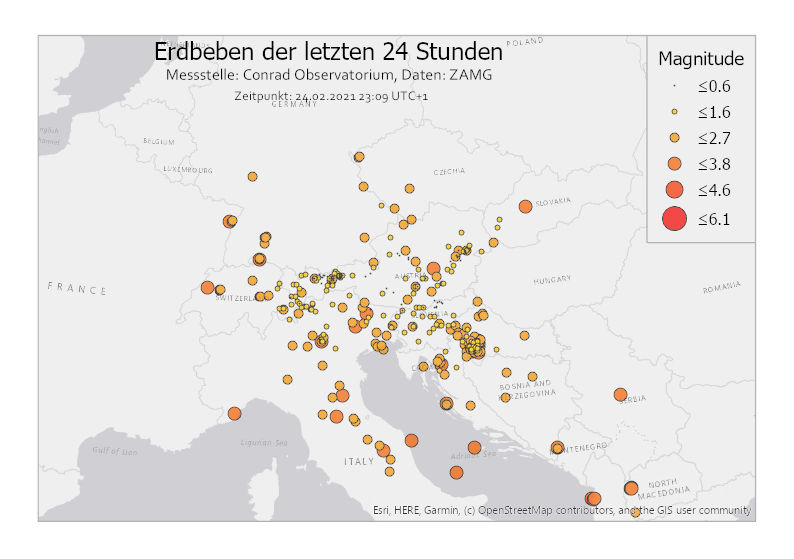 Erdbeben der letzten 24 Stunden
Messstelle: Conrad Observatorium, Daten: ZAMG
Zeitpunkt: 24.02.2021 23:09 UTC+1
Magnitude
≤0.6
≤1.6
≤2.7
≤3.8
≤4.6
≤6.1
POLAND
GERMANY
English
Channel
BELGIUM
LUXEMBOURG
CZECHIA
SLOVAKIA
FRANCE
AUSTRIA
HUNGARY
ROMANIA
BOSNIA AND
HERZEGOVINA
SERBIA
Gulf of Lion
Ligurian Sea
ITALY
Adriatic Sea
MONTENEGRO
NORTH
MACEDONIA
Esri, HERE, Garmin, (c) OpenStreetMap contributors, and the GIS user community